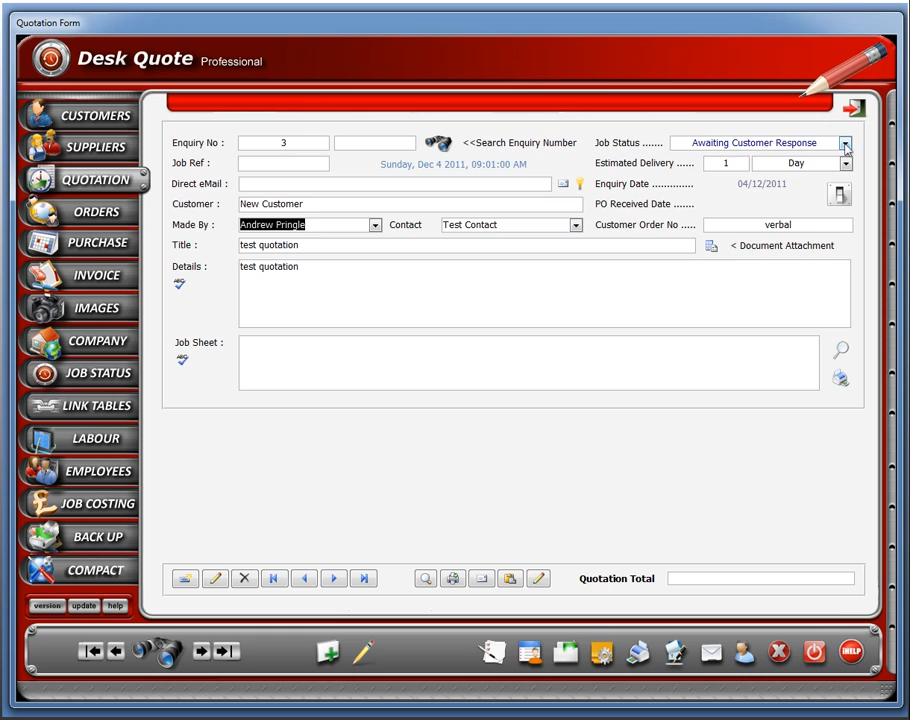 Quotation Form
Desk Quote Professional
CUSTOMERS
SUPPLIERS
QUOTATION
ORDERS
PURCHASE
INVOICE
IMAGES
COMPANY
JOB STATUS
LINK TABLES
LABOUR
EMPLOYEES
JOB COSTING
BACK UP
COMPACT
version update help
Enquiry No : 3 <<Search Enquiry Number Job Status ....... Awaiting Customer Response
Job Ref : Sunday, Dec 4 2011, 09:01:00 AM Estimated Delivery ...... 1 Day
Direct eMail : Enquiry Date .............. 04/12/2011
Customer : New Customer PO Received Date .......
Made By : Andrew Pringle Contact Test Contact Customer Order No ..... verbal
Title : test quotation < Document Attachment
Details : test quotation
ABC
Job Sheet :
ABC
Quotation Total
HELP